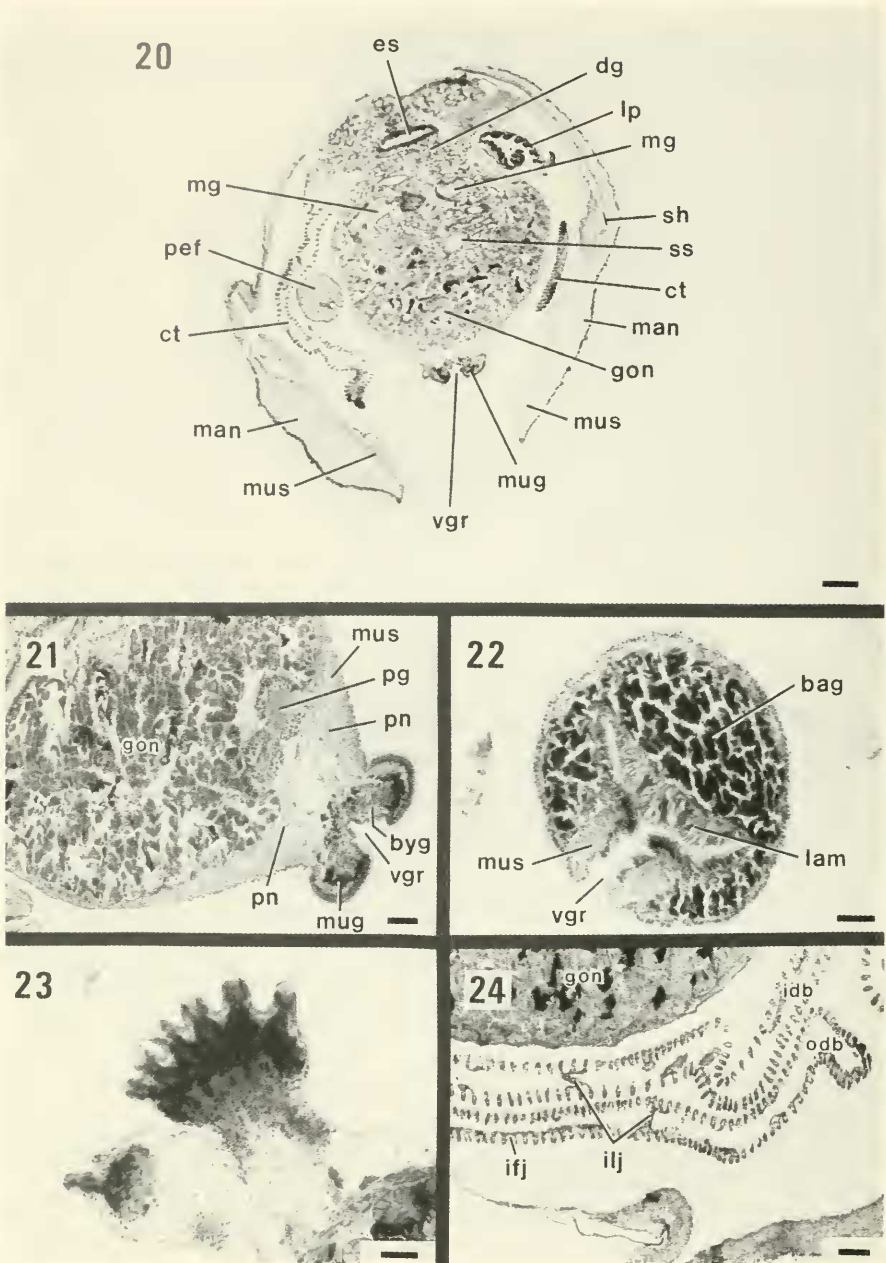 20
es
dg
lp
mg
mg
sh
pef
ss
ct
ct
man
gon
man
mus
mus
mug
vgr
21
mus
pg
pn
gon
byg
vgr
pn
mug
22
bag
mus
lam
vgr
23
24
gon
idb
odb
ifj
ilj